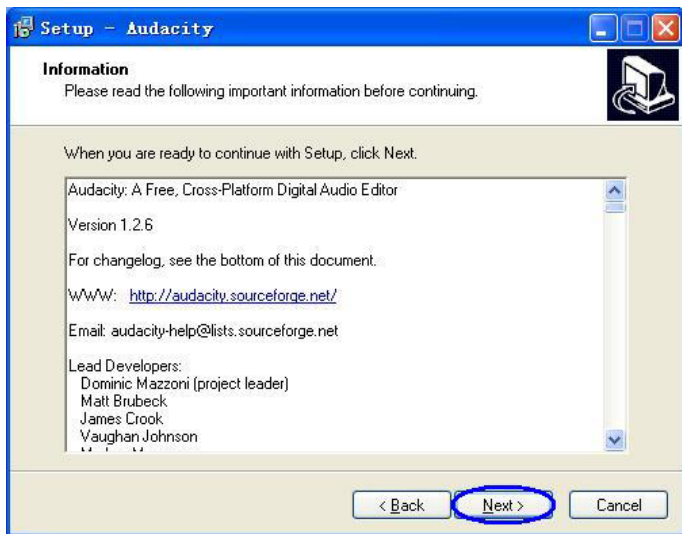 Setup - Audacity
Information
Please read the following important information before continuing.
When you are ready to continue with Setup, click Next.
Audacity: A Free, Cross-Platform Digital Audio Editor
Version 1.2.6
For changelog, see the bottom of this document.
WWW: http://audacity.sourceforge.net/
Email: audacity-help@lists.sourceforge.net
Lead Developers:
Dominic Mazzoni (project leader)
Matt Brubeck
James Crook
Vaughan Johnson
< Back
Next >
Cancel